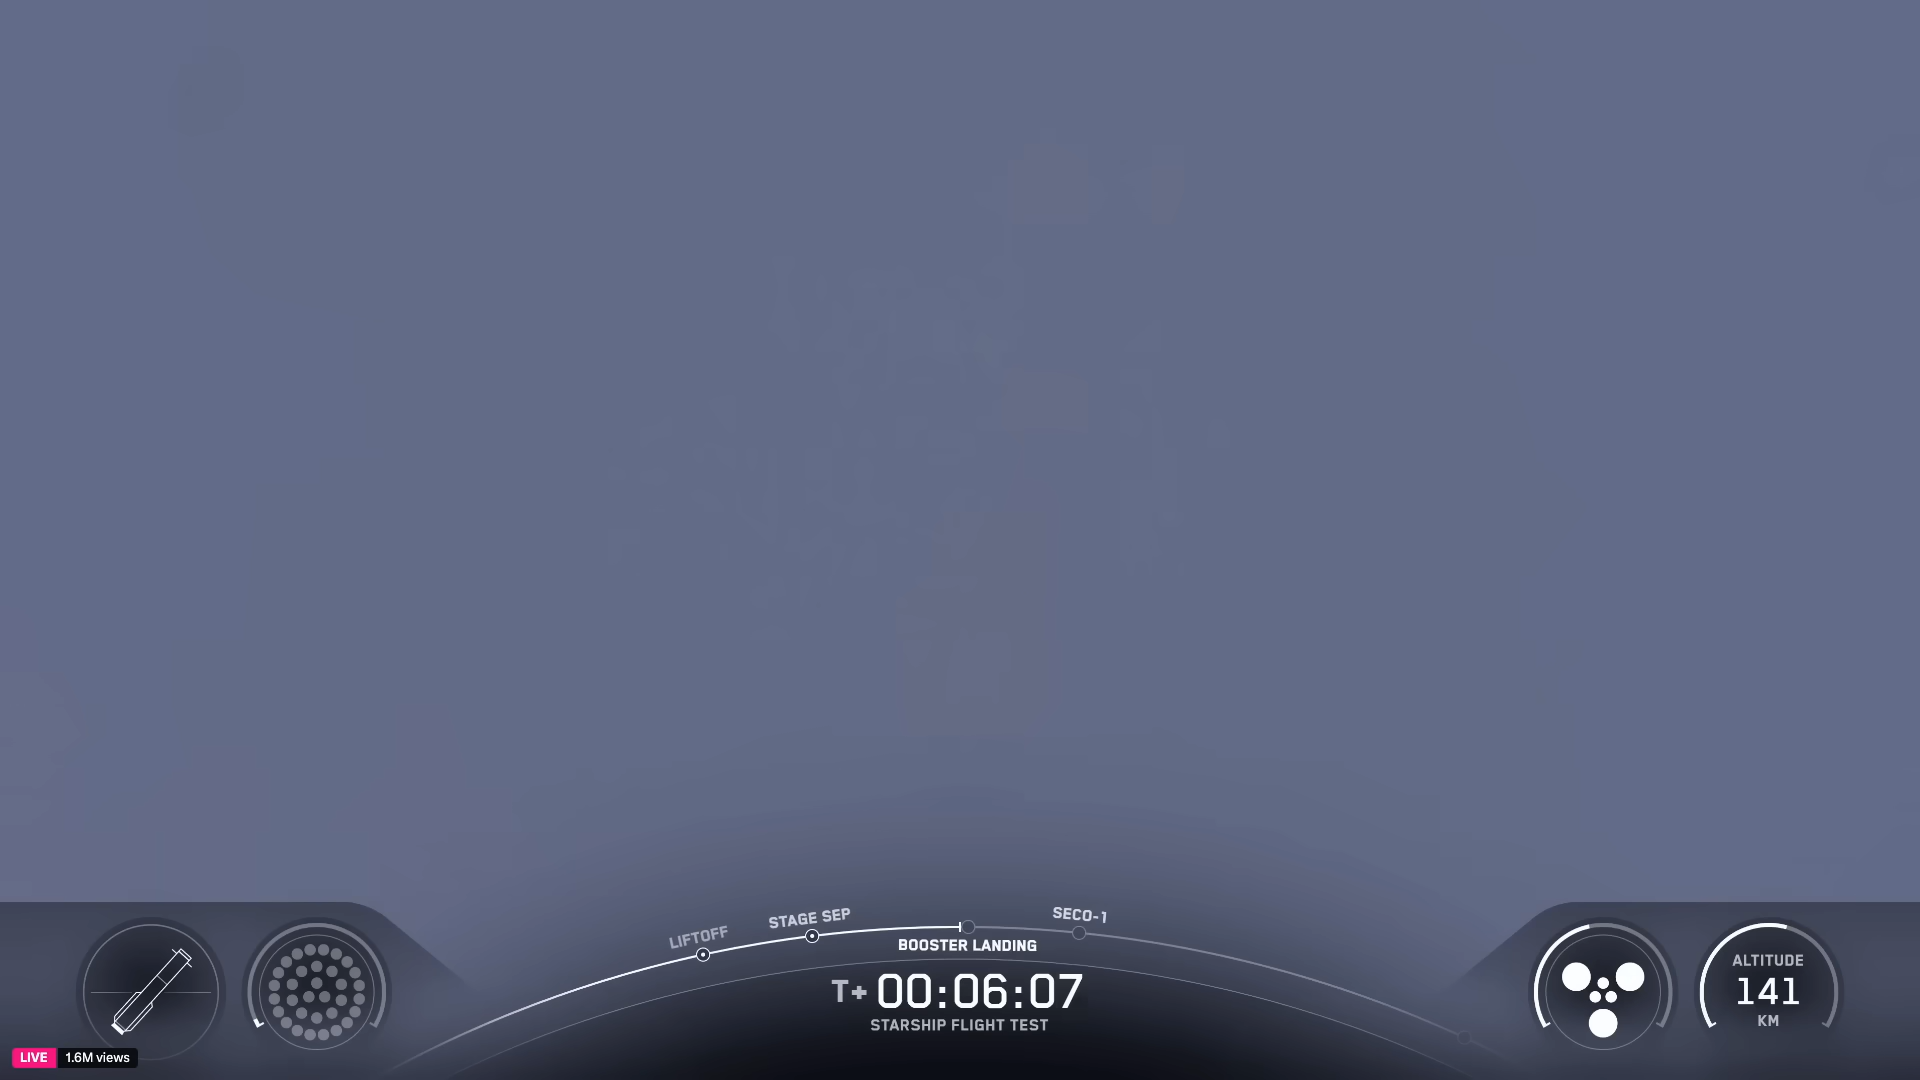 LIFTOFF
STAGE SEP
BOOSTER LANDING
SECO-1
T+ 00:06:07
STARSHIP FLIGHT TEST
ALTITUDE
141
KM
LIVE 1.6M views